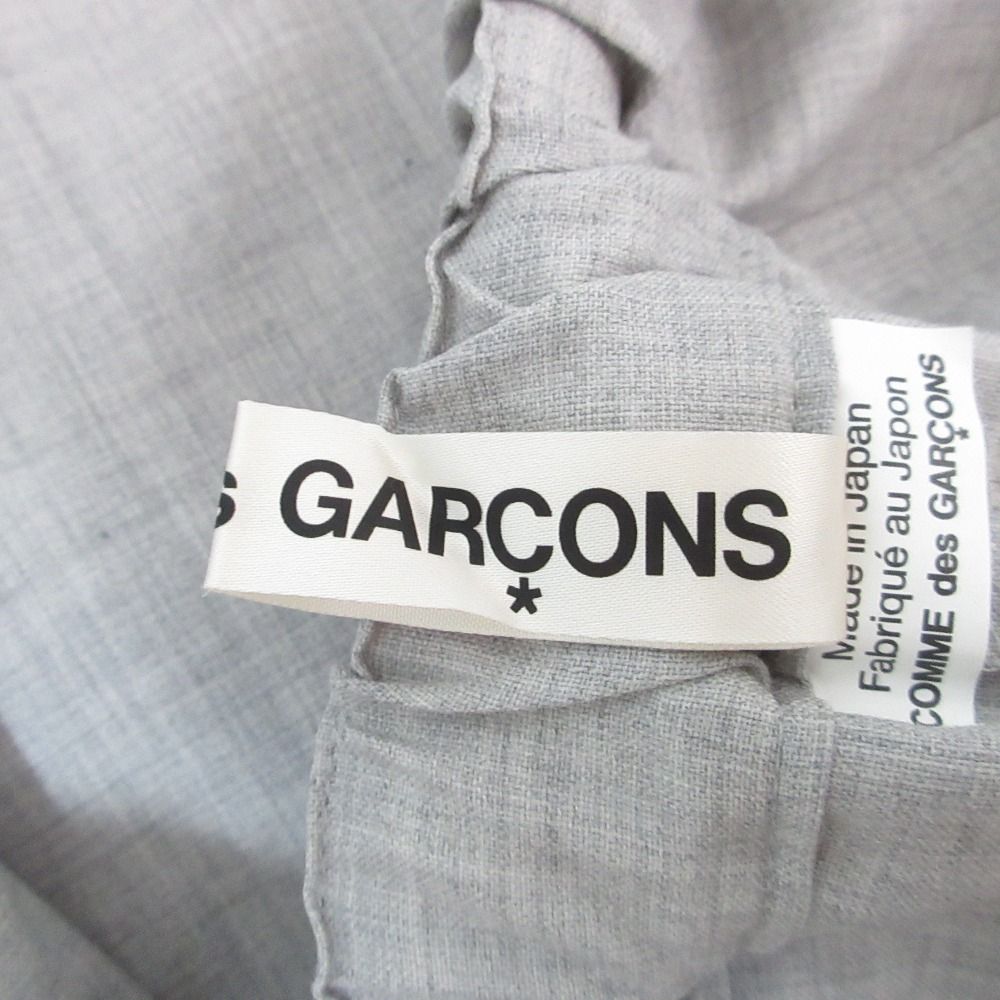 s GARÇONS
*
Made in Japan
Fabriqué au Japon
COMME des GARÇONS
*